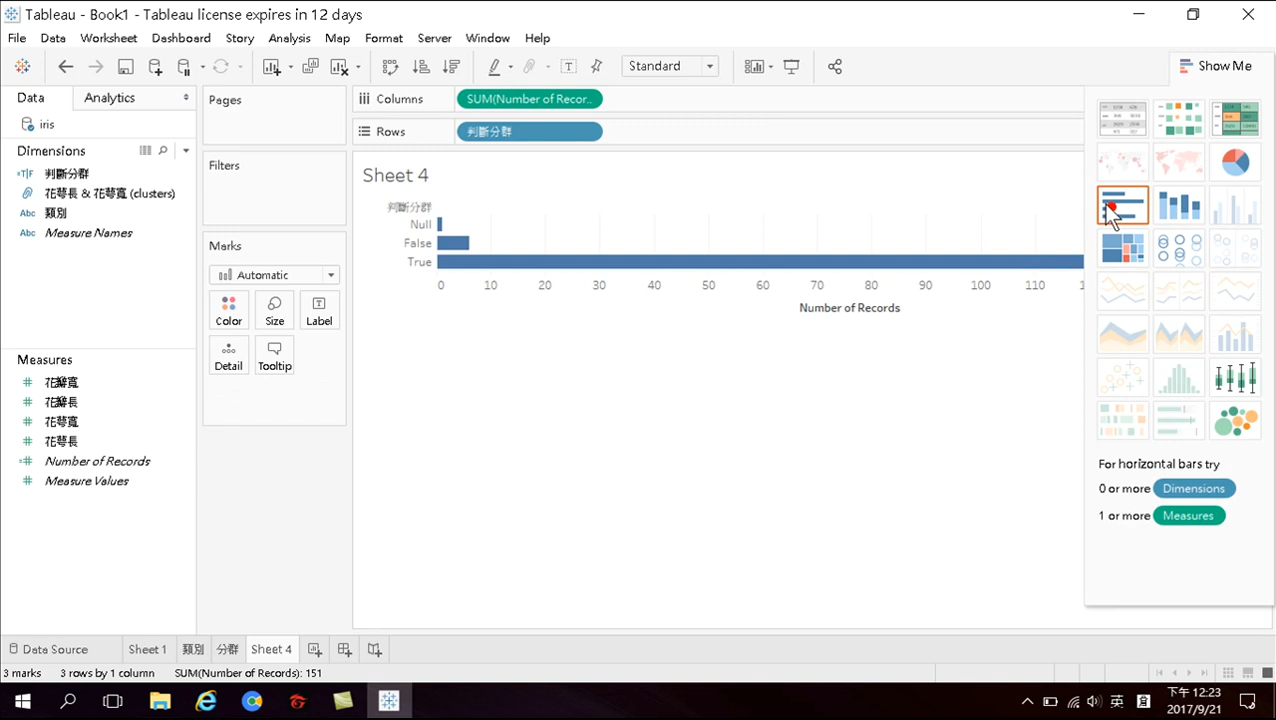 Tableau - Book1 - Tableau license expires in 12 days
File Data Worksheet Dashboard Story Analysis Map Format Server Window Help
Standard
Show Me
Data Analytics
iris
Dimensions
判斷分群
花萼長 & 花萼寬 (clusters)
類別
Measure Names
Measures
花瓣寬
花瓣長
花萼寬
花萼長
Number of Records
Measure Values
Pages
Filters
Marks
Automatic
Color Size Label
Detail Tooltip
Columns SUM(Number of Recor..
Rows 判斷分群
Sheet 4
判斷分群
Null
False
True
0 10 20 30 40 50 60 70 80 90 100 110
Number of Records
For horizontal bars try
0 or more Dimensions
1 or more Measures
Data Source Sheet 1 類別 分群 Sheet 4
3 marks 3 rows by 1 column SUM(Number of Records): 151
英
下午 12:23
2017/9/21